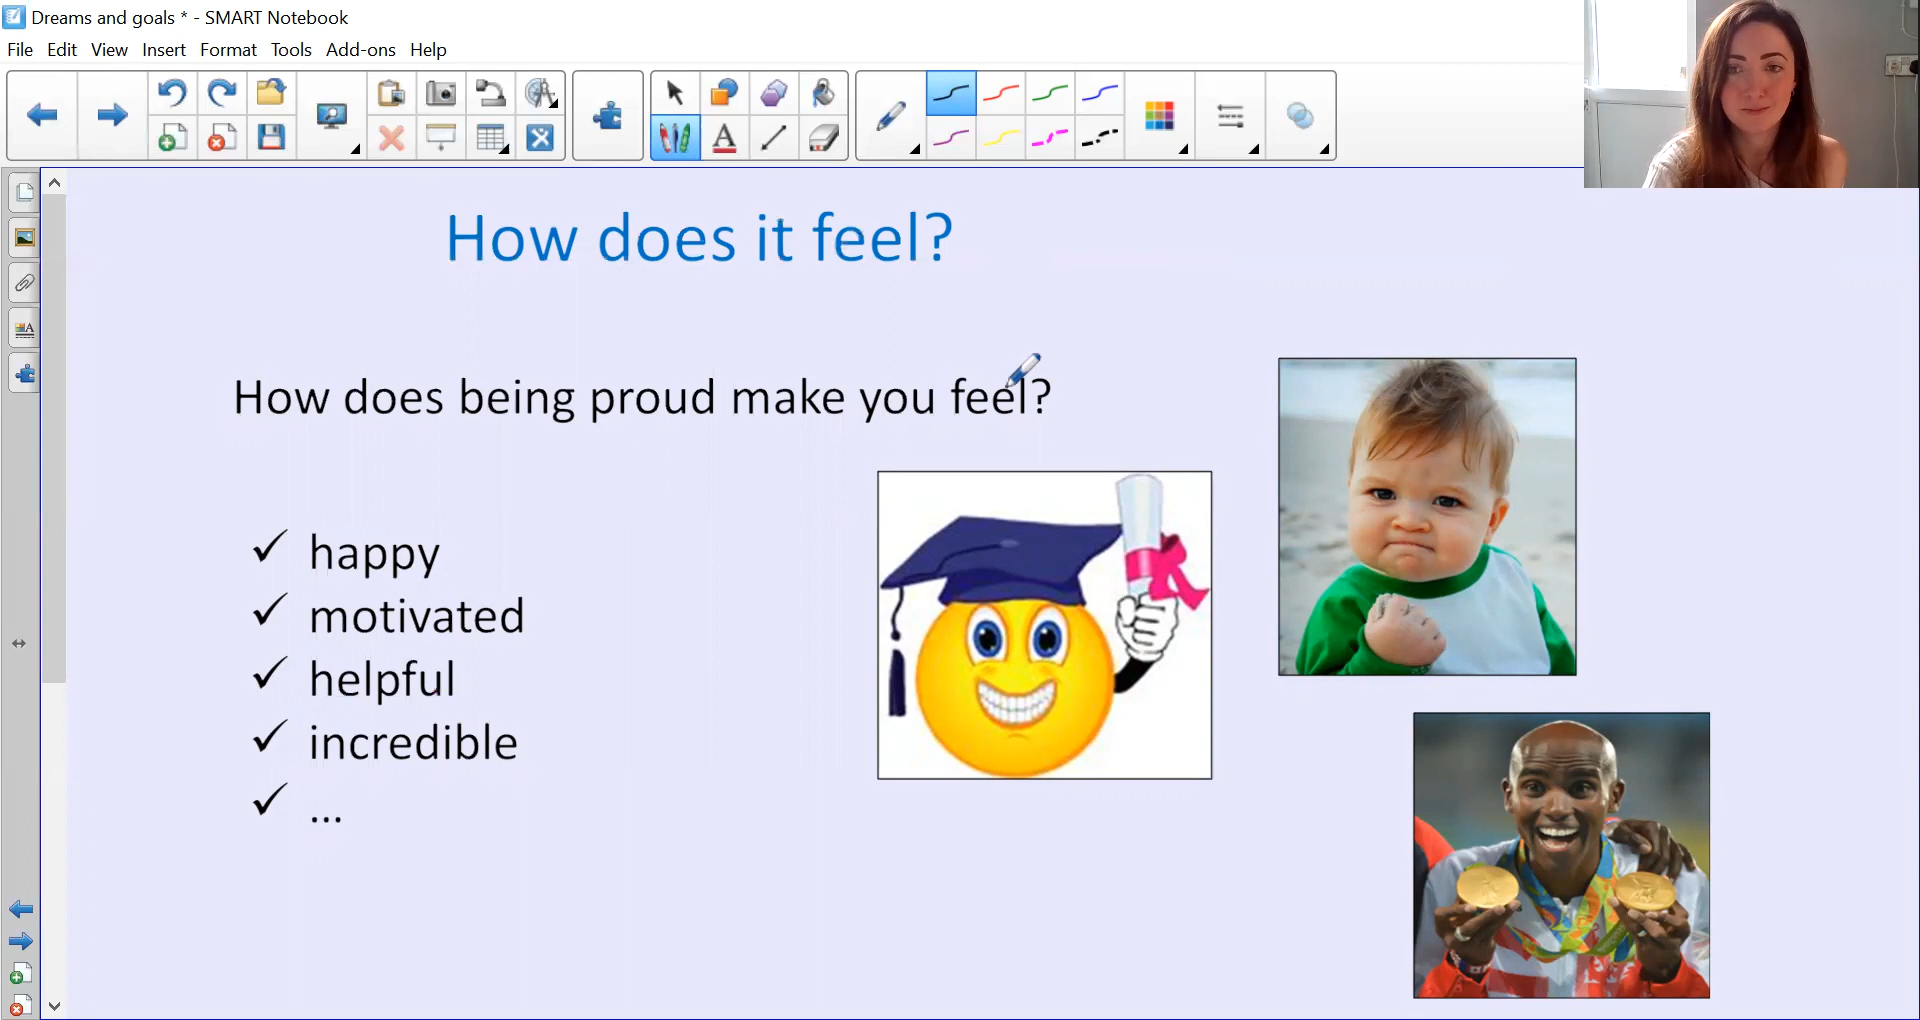 Dreams and goals * - SMART Notebook
File Edit View Insert Format Tools Add-ons Help
How does it feel?
How does being proud make you feel?
✓ happy
✓ motivated
✓ helpful
✓ incredible
✓ ...